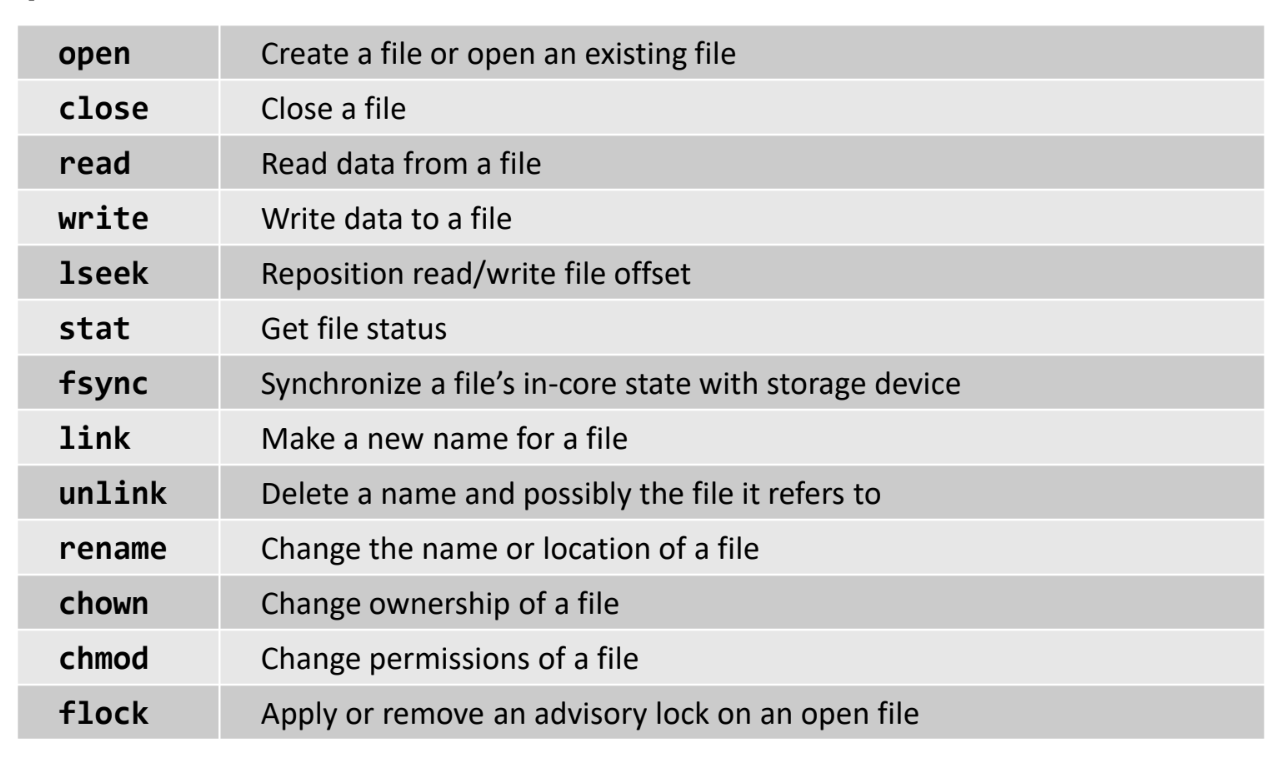 open Create a file or open an existing file
close Close a file
read Read data from a file
write Write data to a file
lseek Reposition read/write file offset
stat Get file status
fsync Synchronize a file’s in-core state with storage device
link Make a new name for a file
unlink Delete a name and possibly the file it refers to
rename Change the name or location of a file
chown Change ownership of a file
chmod Change permissions of a file
flock Apply or remove an advisory lock on an open file